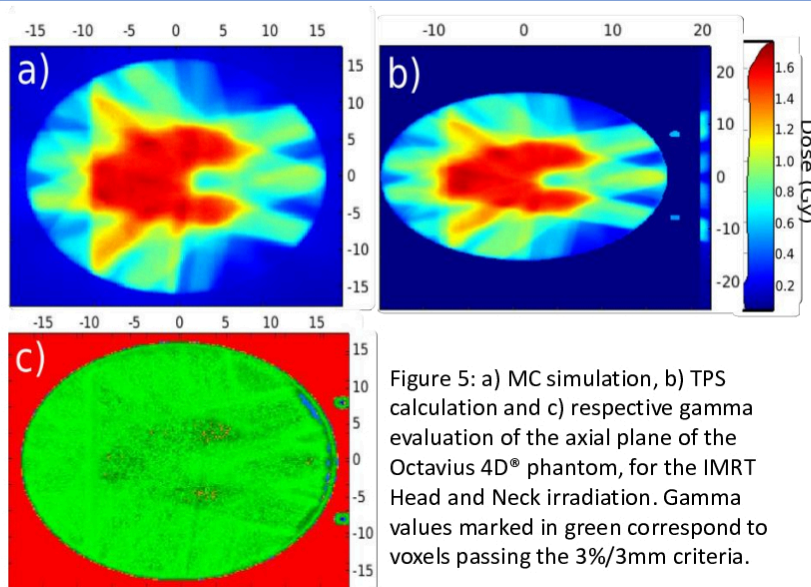 -15 -10 -5 0 5 10 15
a)
15
10
5
0
-5
-10
-15
-10 0 10 20
b)
20
10
0
-10
-20
1.6
1.4
1.2
1.0
0.8
0.6
0.4
0.2
Dose (Gy)
-15 -10 -5 0 5 10 15
c)
15
10
5
0
-5
-10
-15
Figure 5: a) MC simulation, b) TPS
calculation and c) respective gamma
evaluation of the axial plane of the
Octavius 4D® phantom, for the IMRT
Head and Neck irradiation. Gamma
values marked in green correspond to
voxels passing the 3%/3mm criteria.